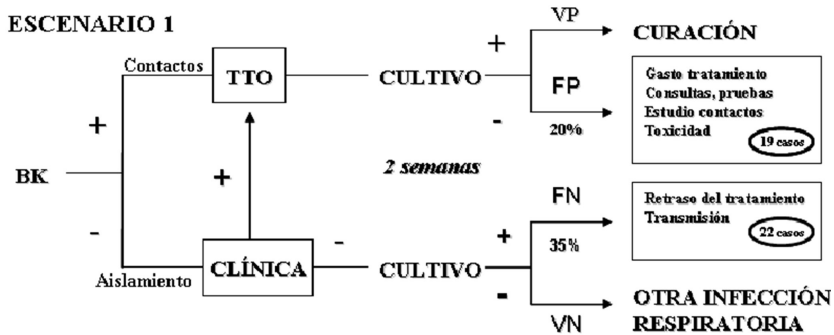 ESCENARIO 1
BK
+
-
Contactos
TTO
+
Aislamiento
CLÍNICA
-
CULTIVO
2 semanas
CULTIVO
+
-
VP
CURACIÓN
FP
20%
Gasto tratamiento
Consultas, pruebas
Estudio contactos
Toxicidad
19 casos
+
-
FN
35%
Retraso del tratamiento
Transmisión
22 casos
VN
OTRA INFECCIÓN
RESPIRATORIA